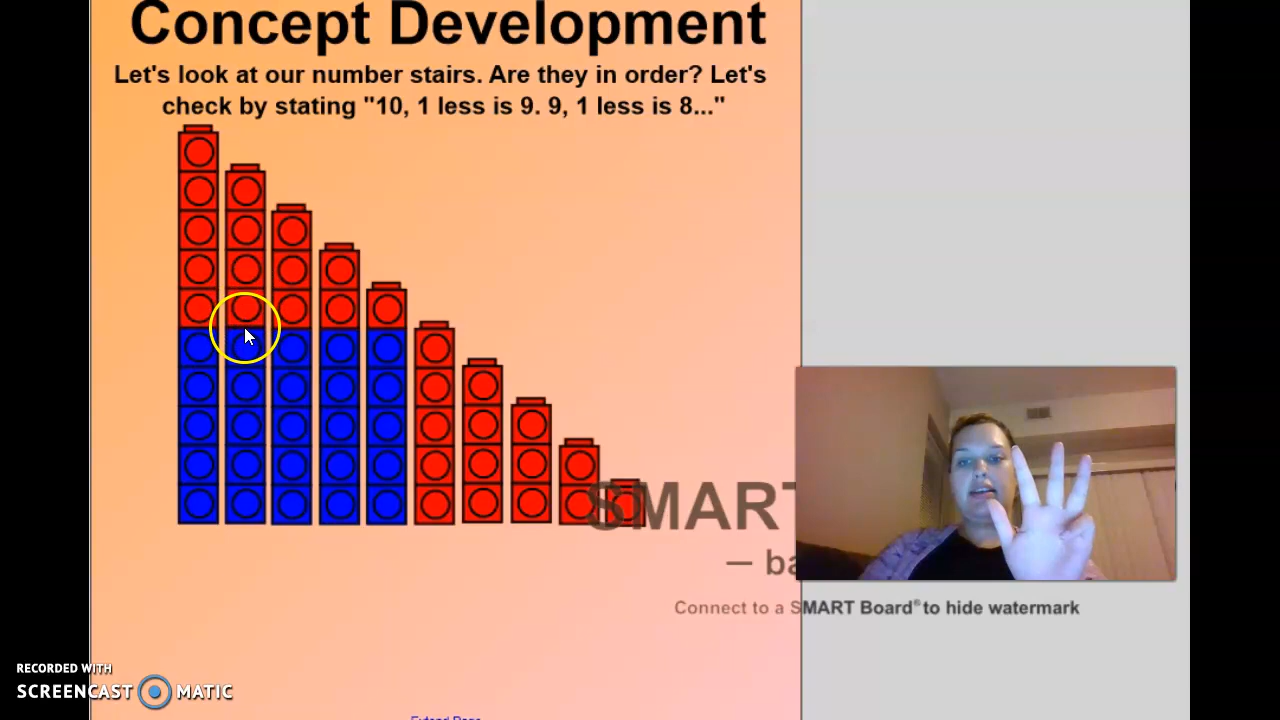 Concept Development
Let's look at our number stairs. Are they in order? Let's
check by stating "10, 1 less is 9. 9, 1 less is 8..."
SMART
Connect to a SMART Board® to hide watermark
RECORDED WITH
SCREENCAST MATIC
Extend Page